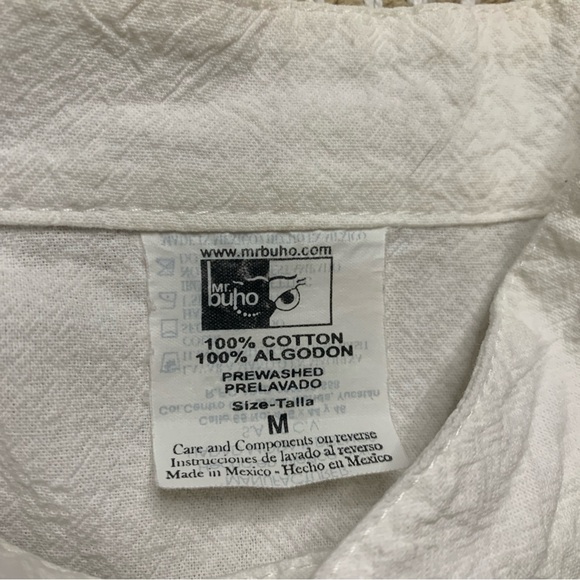 www.mrbuho.com
Mr.
buho
100% COTTON
100% ALGODON
PREWASHED
PRELAVADO
Size-Talla
M
Care and Components on reverse
Instrucciones de lavado al reverso
Made in Mexico - Hecho en Mexico